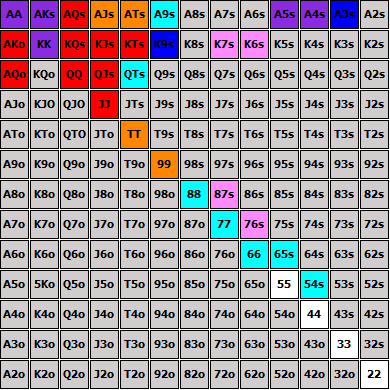 AA AKs AQs AJs ATs A9s A8s A7s A6s A5s A4s A3s A2s
AKo KK KQs KJs KTs K9s K8s K7s K6s K5s K4s K3s K2s
AQo KQo QQ QJs QTs Q9s Q8s Q7s Q6s Q5s Q4s Q3s Q2s
AJo KJO QJO JJ JTs J9s J8s J7s J6s J5s J4s J3s J2s
ATo KTo QTO JTo TT T9s T8s T7s T6s T5s T4s T3s T2s
A9o K9o Q9o J9o T9o 99 98s 97s 96s 95s 94s 93s 92s
A8o K8o Q8o J8o T8o 98o 88 87s 86s 85s 84s 83s 82s
A7o K7o Q7o J7o T7o 97o 87o 77 76s 75s 74s 73s 72s
A6o K6o Q6o J6o T6o 96o 86o 76o 66 65s 64s 63s 62s
A5o 5Ko Q5o J5o T5o 95o 85o 75o 65o 55 54s 53s 52s
A4o K4o Q4o J4o T4o 94o 84o 74o 64o 54o 44 43s 42s
A3o K3o Q3o J3o T3o 93o 83o 73o 63o 53o 43o 33 32s
A2o K2o Q2o J2o T2o 92o 82o 72o 62o 52o 42o 32o 22